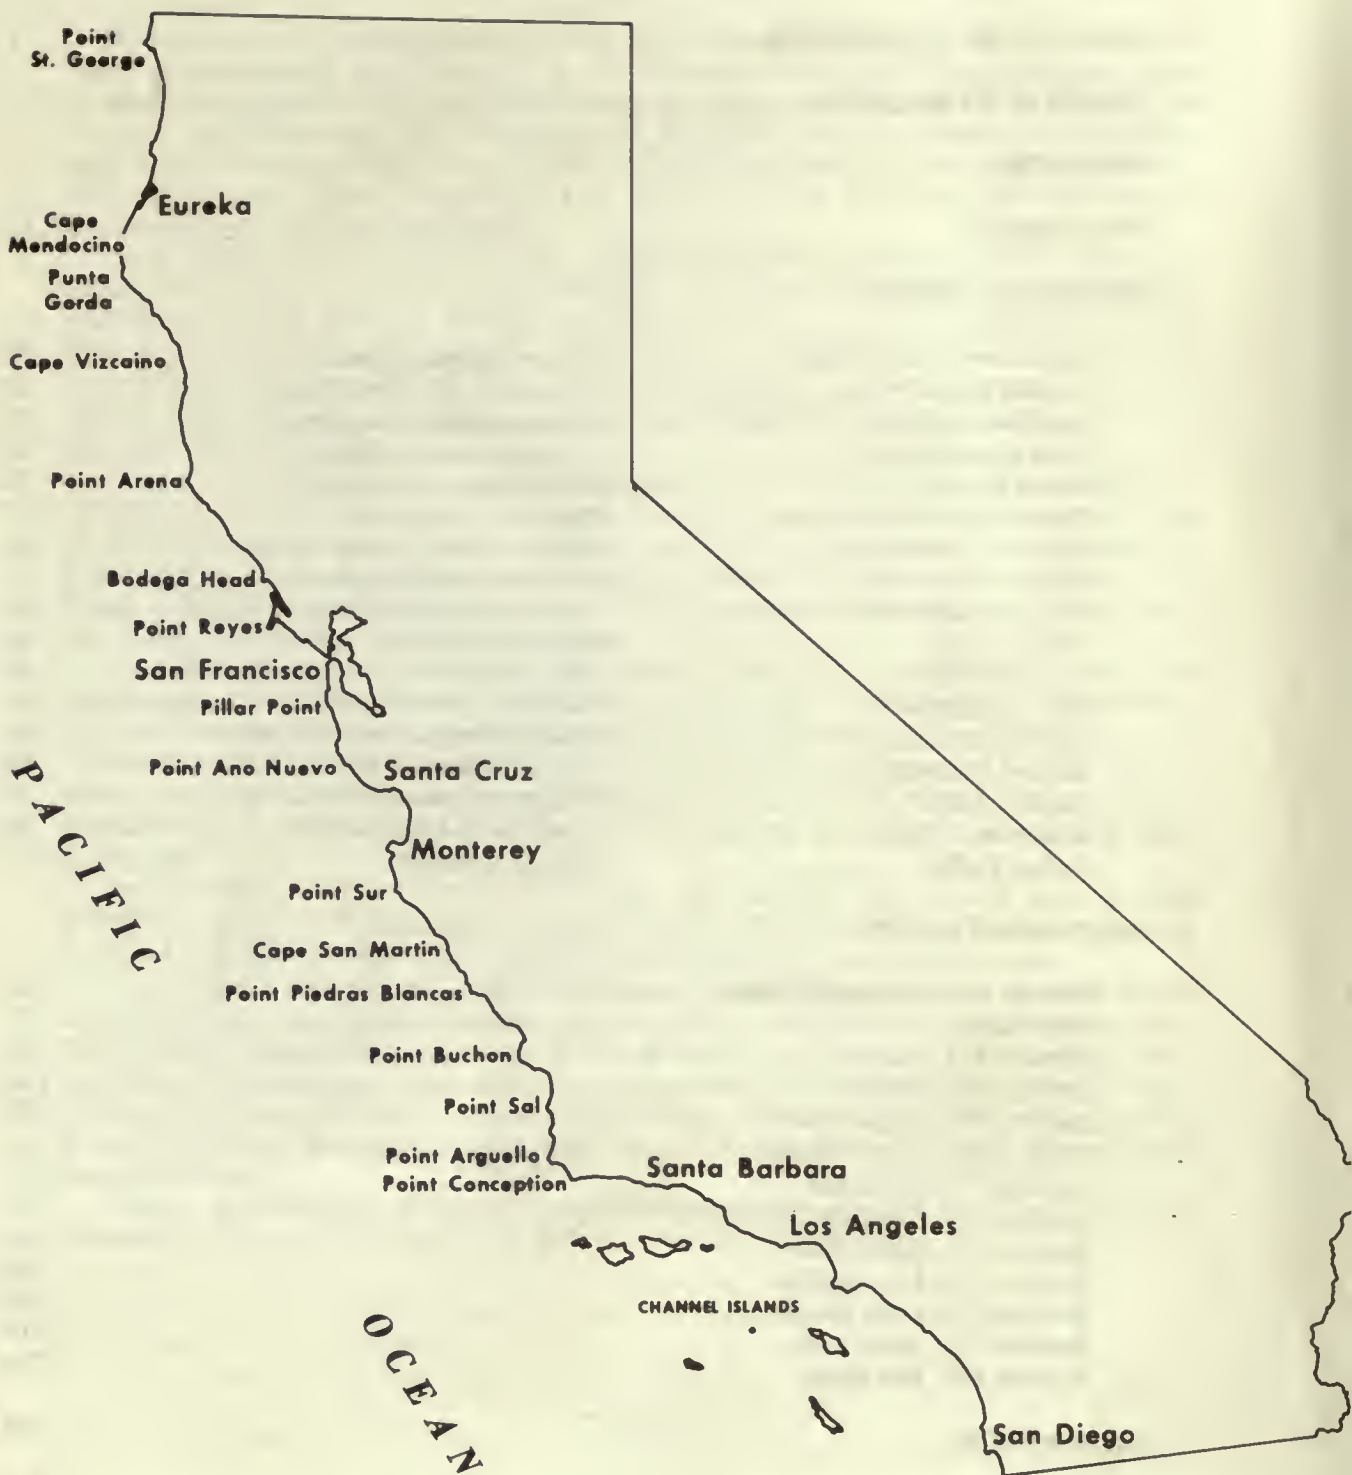 Point
St. George
Eureka
Cape
Mendocino
Punta
Gorda
Cape Vizcaino
Point Arena
Bodega Head
Point Reyes
San Francisco
Pillar Point
Point Ano Nuevo
Santa Cruz
PACIFIC
Monterey
Point Sur
Cape San Martin
Point Piedras Blancas
Point Buchon
Point Sal
Point Arguello
Point Conception
Santa Barbara
Los Angeles
CHANNEL ISLANDS
OCEAN
San Diego